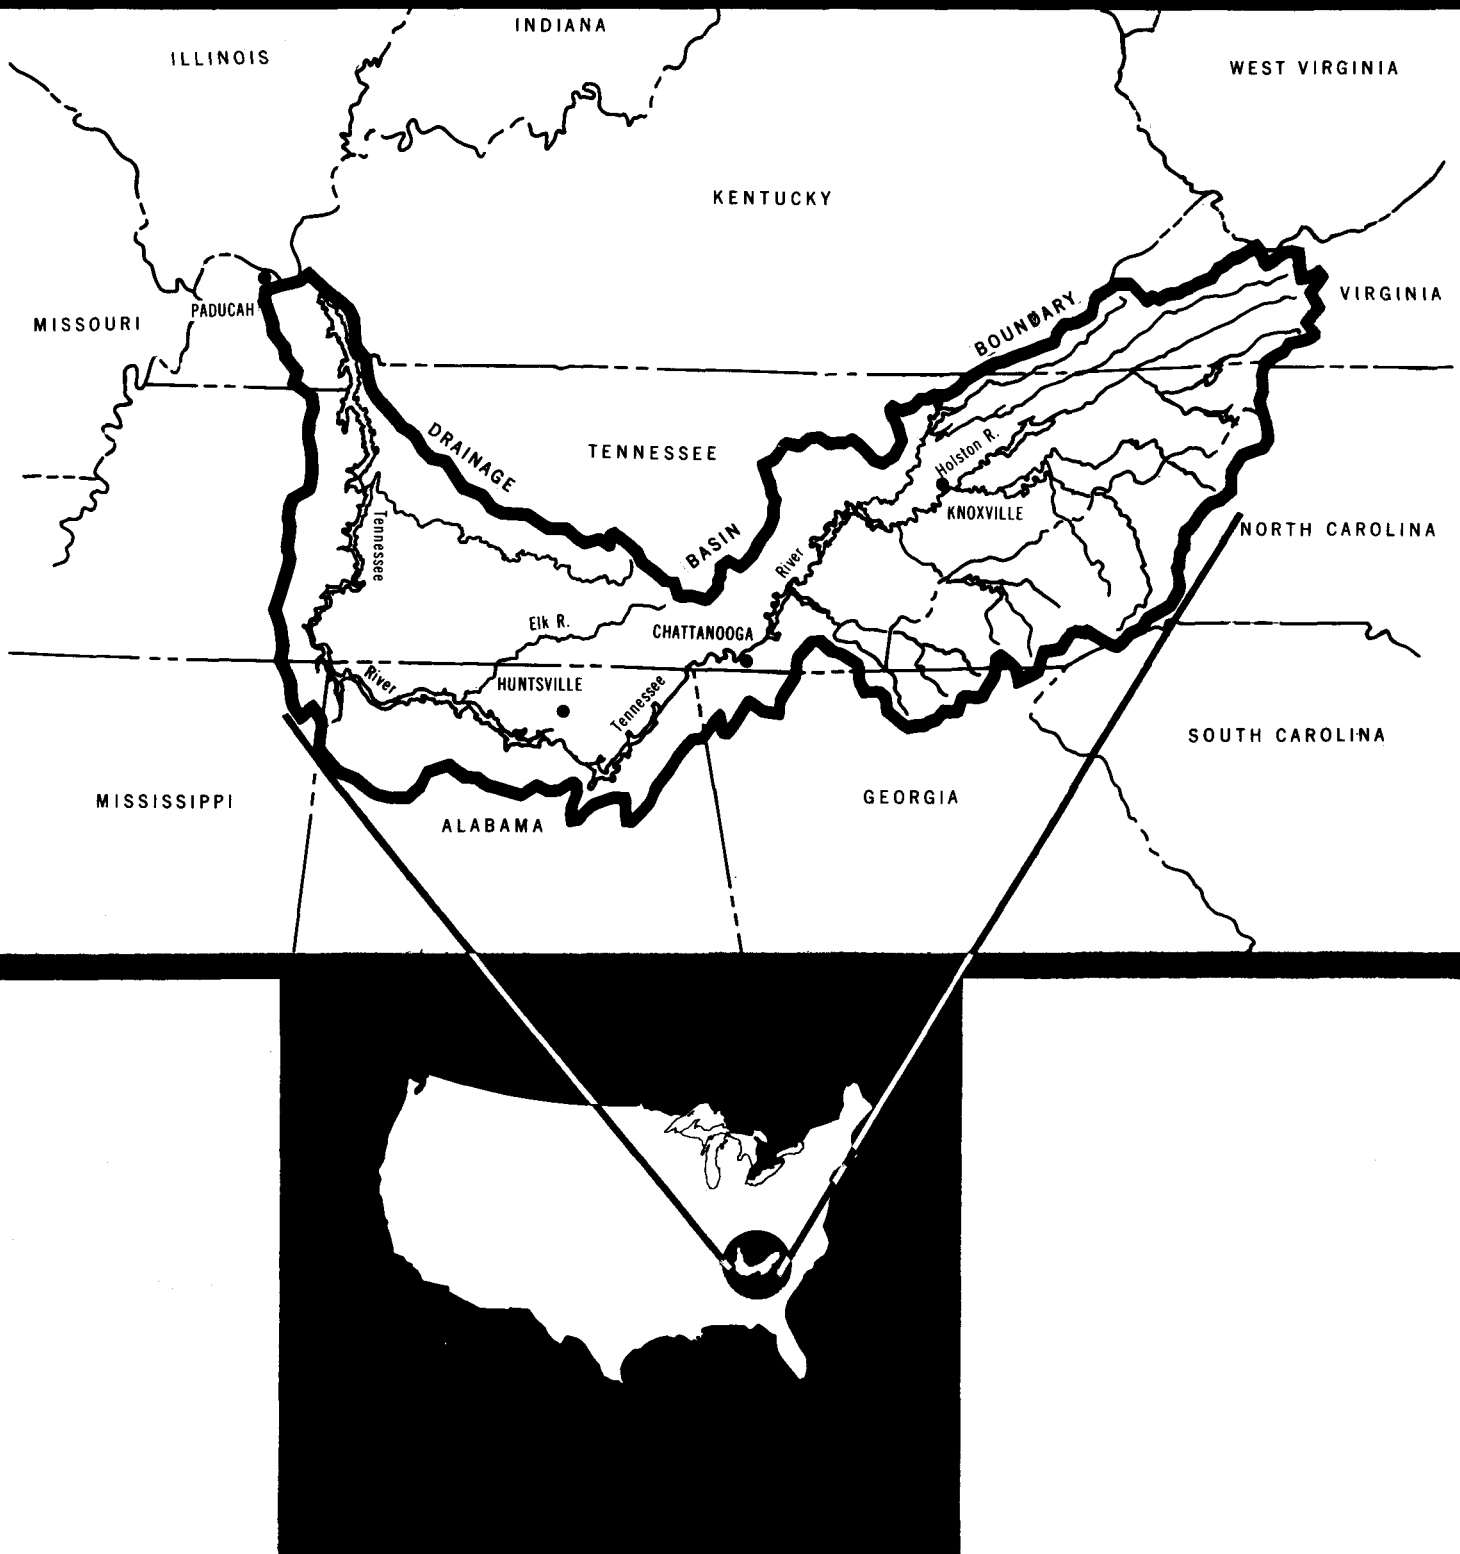 INDIANA
ILLINOIS
WEST VIRGINIA
KENTUCKY
VIRGINIA
PADUCAH
MISSOURI
BOUNDARY
DRAINAGE
TENNESSEE
Holston R.
BASIN
KNOXVILLE
NORTH CAROLINA
Tennessee
River
Elk R.
CHATTANOOGA
River
HUNTSVILLE
Tennessee
SOUTH CAROLINA
MISSISSIPPI
GEORGIA
ALABAMA